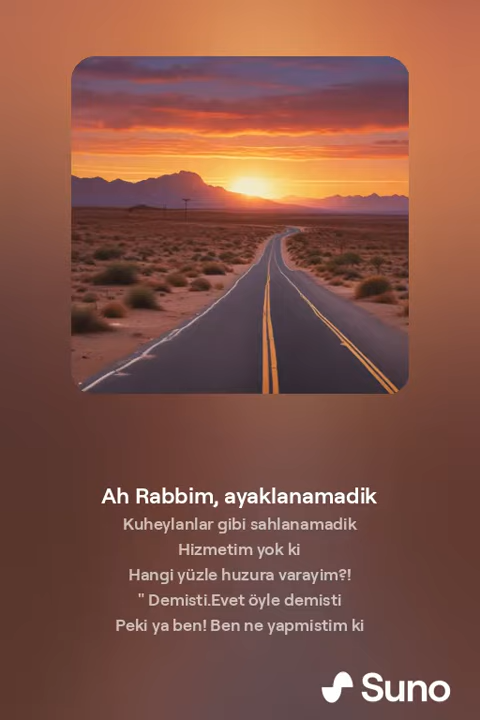 Ah Rabbim, ayaklanamadik
Kuheylanlar gibi sahlanamadik
Hizmetim yok ki
Hangi yüzle huzura varayim?!
" Demisti.Evet öyle demisti
Peki ya ben! Ben ne yapmistim ki
Suno